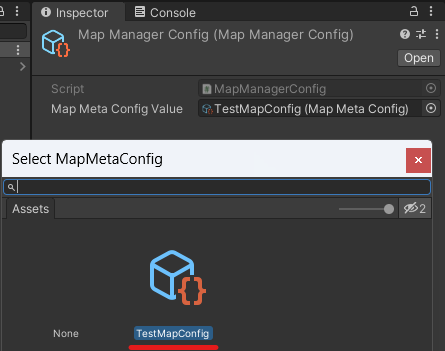 Inspector
Console
Map Manager Config (Map Manager Config)
Open
Script
MapManagerConfig
Map Meta Config Value
TestMapConfig (Map Meta Config)
Select MapMetaConfig
Assets
2
None
TestMapConfig